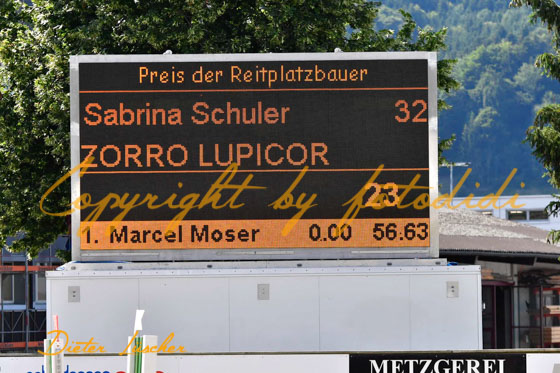 Preis der Reitplatzbauer
Sabrina Schuler 32
ZORRO LUPICOR
23
1. Marcel Moser 0.00 56.63
Copyright by fotodidi
Dieter Fischer
METZGEREI